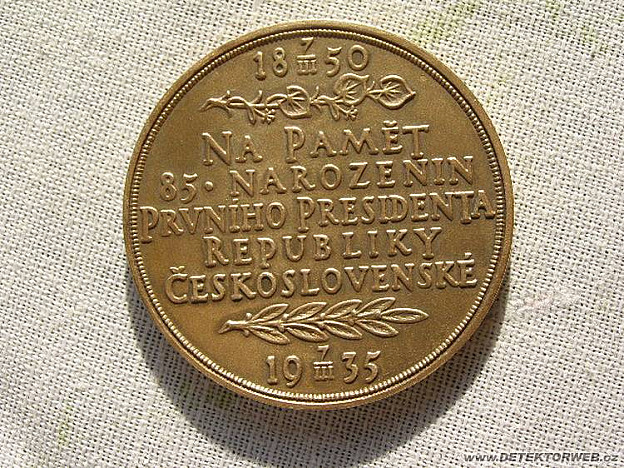 18 7/III 50
NA PAMĚT
85. NAROZENIN
PRVNÍHO PRESIDENTA
REPUBLIKY
ČESKOSLOVENSKÉ
19 7/III 35
WWW.DETEKTORWEB.cz